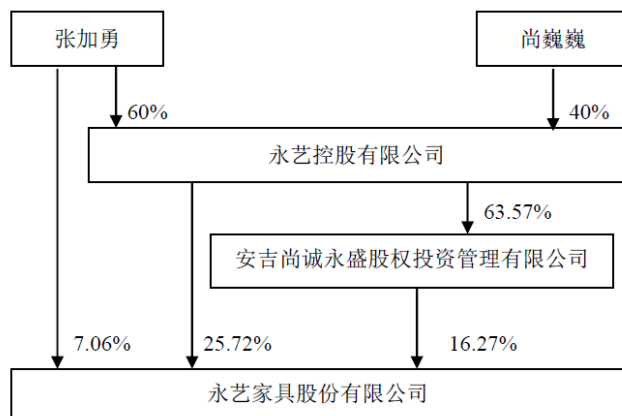 张加勇
尚巍巍
60%
40%
永艺控股有限公司
63.57%
安吉尚诚永盛股权投资管理有限公司
7.06%
25.72%
16.27%
永艺家具股份有限公司